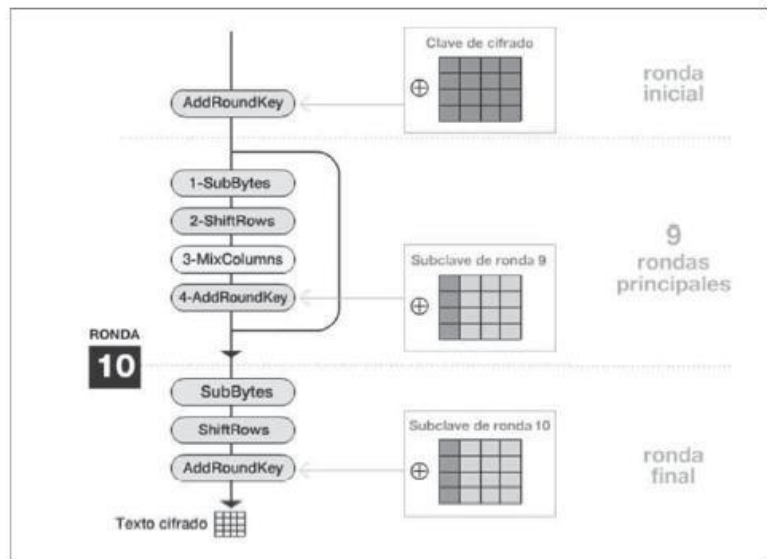 Clave de cifrado
AddRoundKey
ronda
inicial
1-SubBytes
2-ShiftRows
3-MixColumns
4-AddRoundKey
Subclave de ronda 9
9
rondas
principales
RONDA
10
SubBytes
ShiftRows
AddRoundKey
Subclave de ronda 10
ronda
final
Texto cifrado